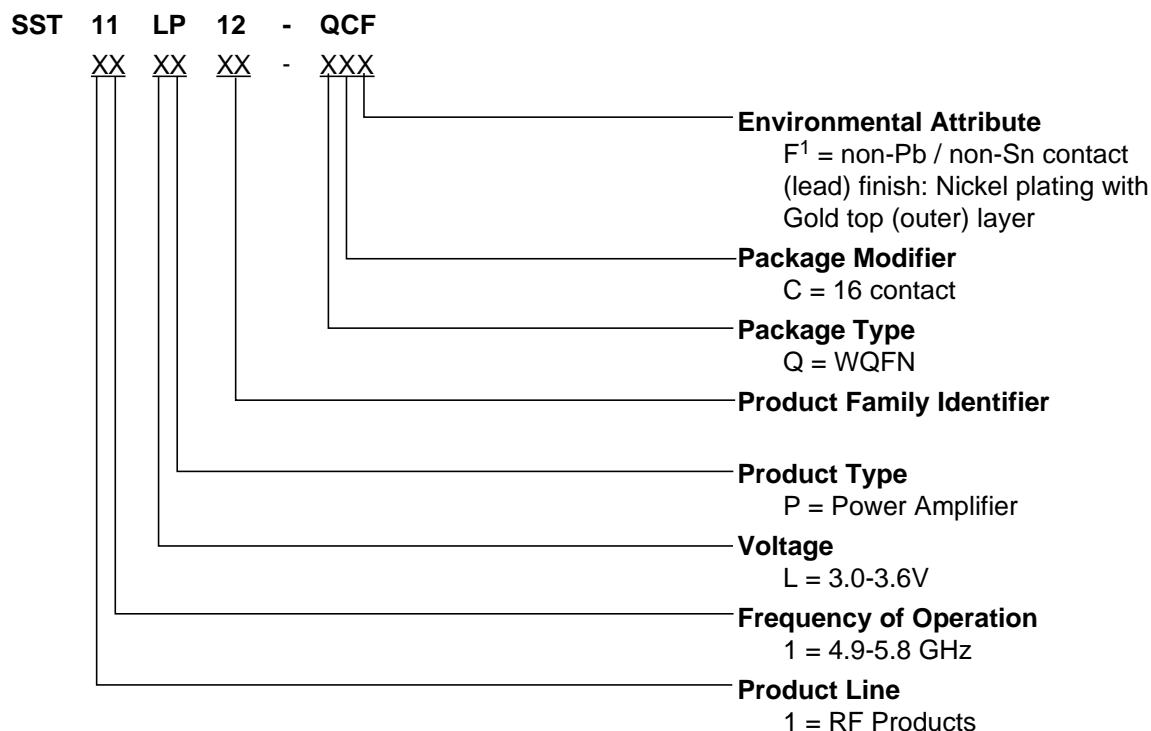 SST 11 LP 12 - QCF
XX XX XX - XXX
Environmental Attribute
F1 = non-Pb / non-Sn contact
(lead) finish: Nickel plating with
Gold top (outer) layer
Package Modifier
C = 16 contact
Package Type
Q = WQFN
Product Family Identifier
Product Type
P = Power Amplifier
Voltage
L = 3.0-3.6V
Frequency of Operation
1 = 4.9-5.8 GHz
Product Line
1 = RF Products